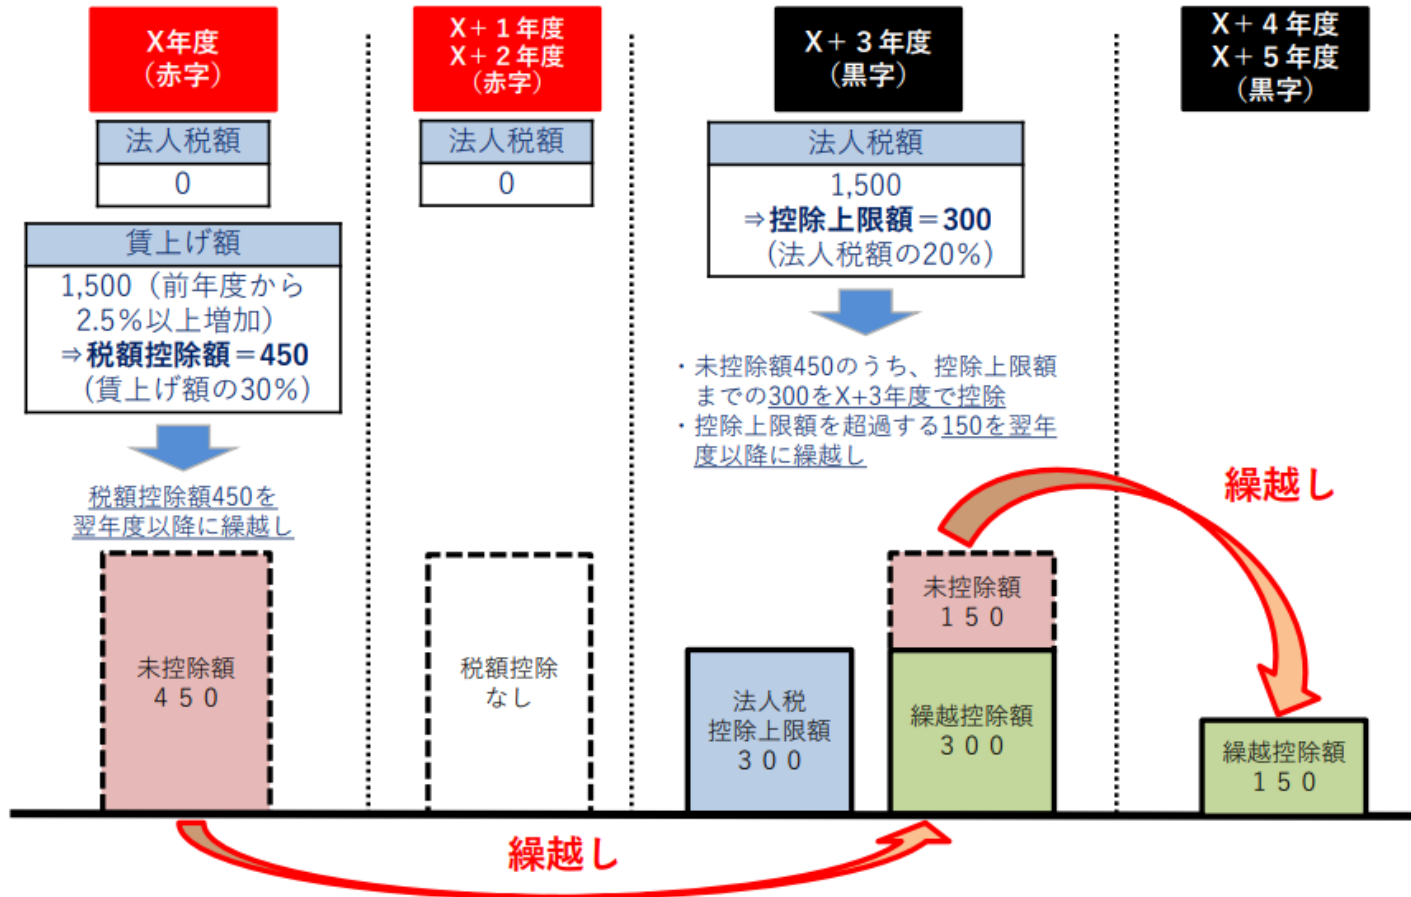 X年度
（赤字）
法人税額
0
賃上げ額
1,500（前年度から
2.5%以上増加）
⇒税額控除額＝450
（賃上げ額の30%）
税額控除額450を
翌年度以降に繰越し
未控除額
４５０
X＋１年度
X＋２年度
（赤字）
法人税額
0
税額控除
なし
X＋３年度
（黒字）
法人税額
1,500
⇒控除上限額＝300
（法人税額の20%）
・未控除額450のうち、控除上限額
までの300をX+3年度で控除
・控除上限額を超過する150を翌年
度以降に繰越し
法人税
控除上限額
３００
未控除額
１５０
繰越控除額
３００
X＋４年度
X＋５年度
（黒字）
繰越し
繰越控除額
１５０
繰越し